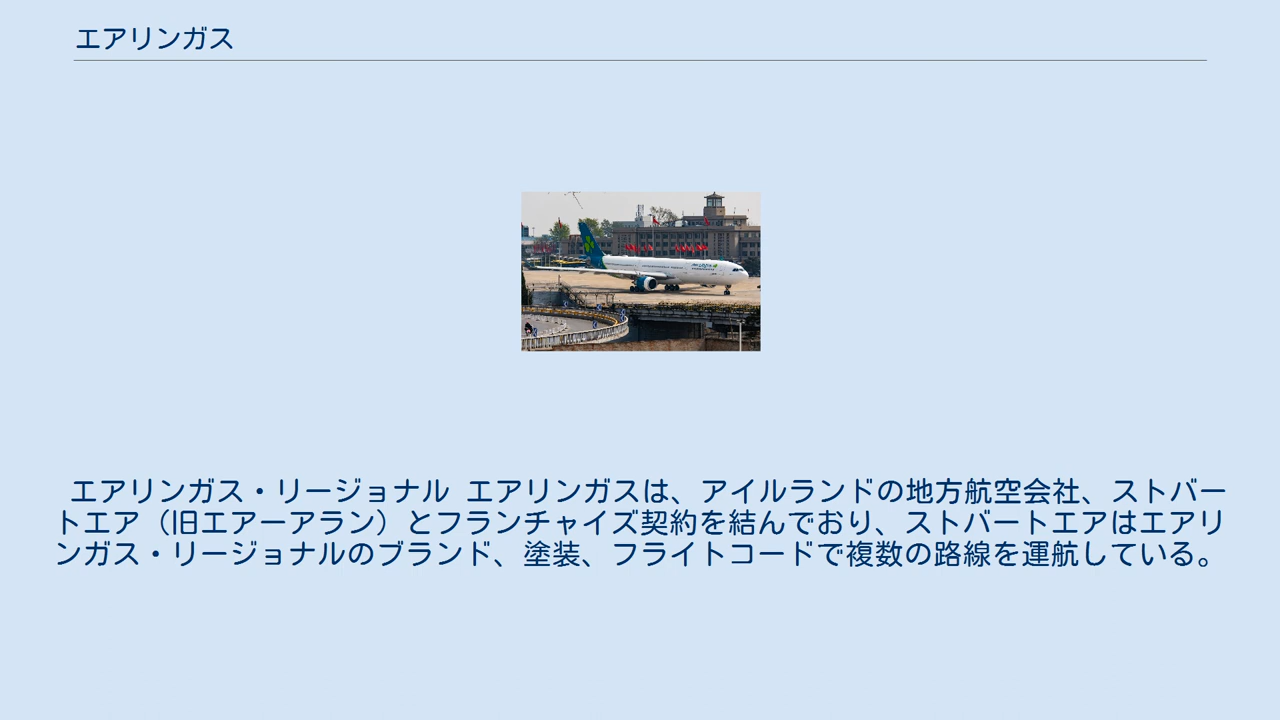 エアリンガス
エアリンガス・リージョナル エアリンガスは、アイルランドの地方航空会社、ストバー
トエア（旧エアーアラン）とフランチャイズ契約を結んでおり、ストバートエアはエアリ
ンガス・リージョナルのブランド、塗装、フライトコードで複数の路線を運航している。